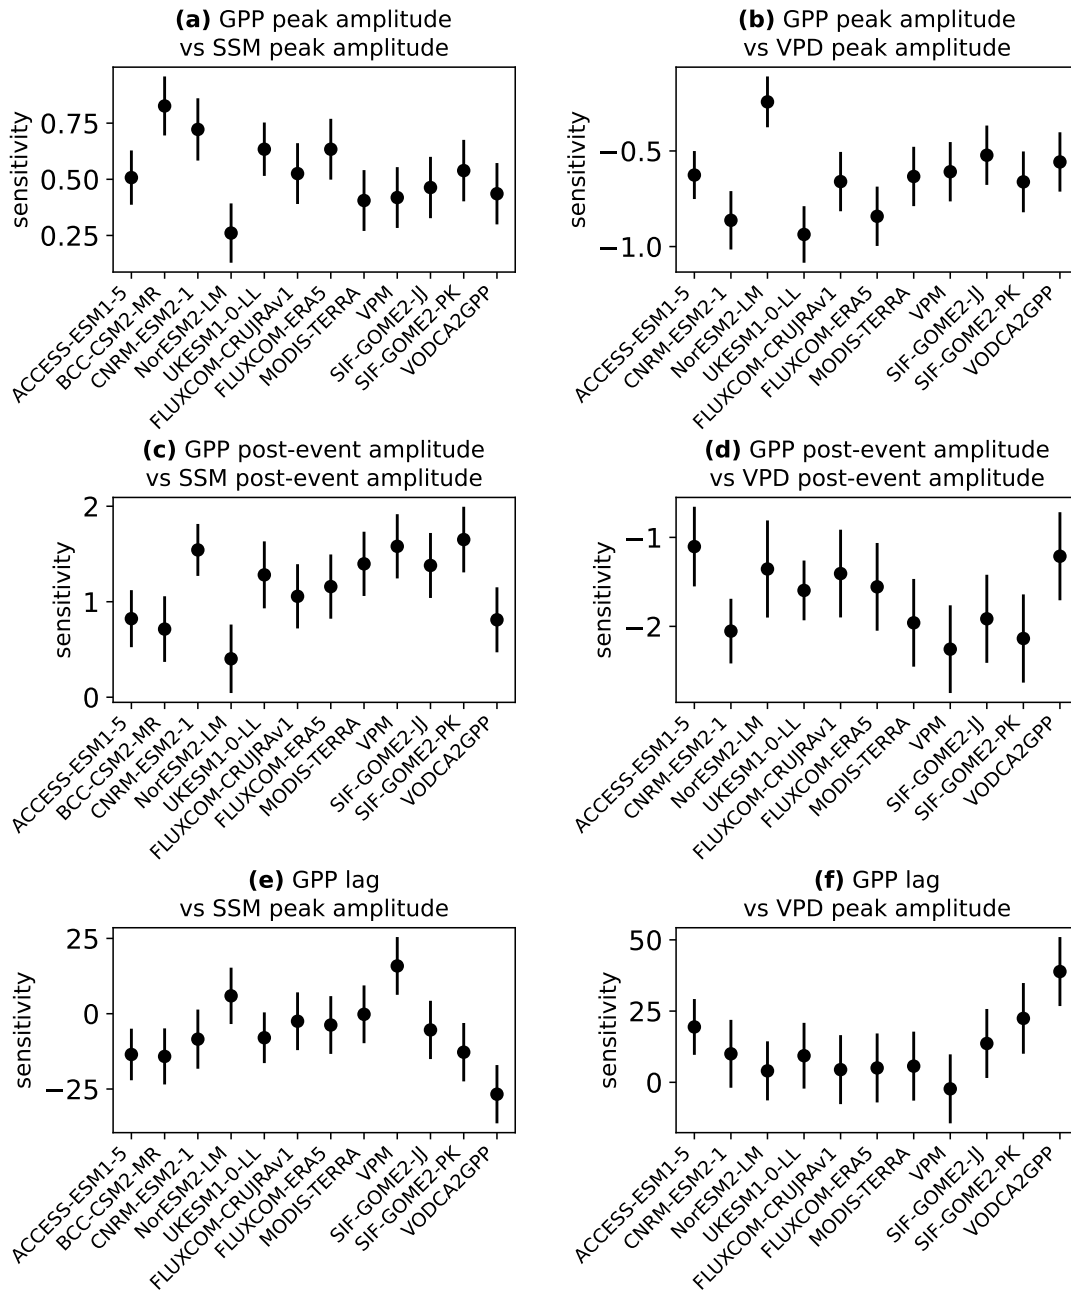 (a) GPP peak amplitude
vs SSM peak amplitude
sensitivity
0.75
0.50
0.25
ACCESS-ESM1-5
BCC-CSM2-MR
CNRM-ESM2-1
NorESM2-LM
UKESM1-0-LL
FLUXCOM-CRUJRAv1
FLUXCOM-ERA5
MODIS-TERRA
VPM
SIF-GOME2-JJ
SIF-GOME2-PK
VODCA2GPP
(b) GPP peak amplitude
vs VPD peak amplitude
sensitivity
−0.5
−1.0
ACCESS-ESM1-5
CNRM-ESM2-1
NorESM2-LM
UKESM1-0-LL
FLUXCOM-CRUJRAv1
FLUXCOM-ERA5
MODIS-TERRA
VPM
SIF-GOME2-JJ
SIF-GOME2-PK
VODCA2GPP
(c) GPP post-event amplitude
vs SSM post-event amplitude
sensitivity
2
1
0
ACCESS-ESM1-5
BCC-CSM2-MR
CNRM-ESM2-1
NorESM2-LM
UKESM1-0-LL
FLUXCOM-CRUJRAv1
FLUXCOM-ERA5
MODIS-TERRA
VPM
SIF-GOME2-JJ
SIF-GOME2-PK
VODCA2GPP
(d) GPP post-event amplitude
vs VPD post-event amplitude
sensitivity
−1
−2
ACCESS-ESM1-5
CNRM-ESM2-1
NorESM2-LM
UKESM1-0-LL
FLUXCOM-CRUJRAv1
FLUXCOM-ERA5
MODIS-TERRA
VPM
SIF-GOME2-JJ
SIF-GOME2-PK
VODCA2GPP
(e) GPP lag
vs SSM peak amplitude
sensitivity
25
0
−25
ACCESS-ESM1-5
BCC-CSM2-MR
CNRM-ESM2-1
NorESM2-LM
UKESM1-0-LL
FLUXCOM-CRUJRAv1
FLUXCOM-ERA5
MODIS-TERRA
VPM
SIF-GOME2-JJ
SIF-GOME2-PK
VODCA2GPP
(f) GPP lag
vs VPD peak amplitude
sensitivity
50
25
0
ACCESS-ESM1-5
CNRM-ESM2-1
NorESM2-LM
UKESM1-0-LL
FLUXCOM-CRUJRAv1
FLUXCOM-ERA5
MODIS-TERRA
VPM
SIF-GOME2-JJ
SIF-GOME2-PK
VODCA2GPP